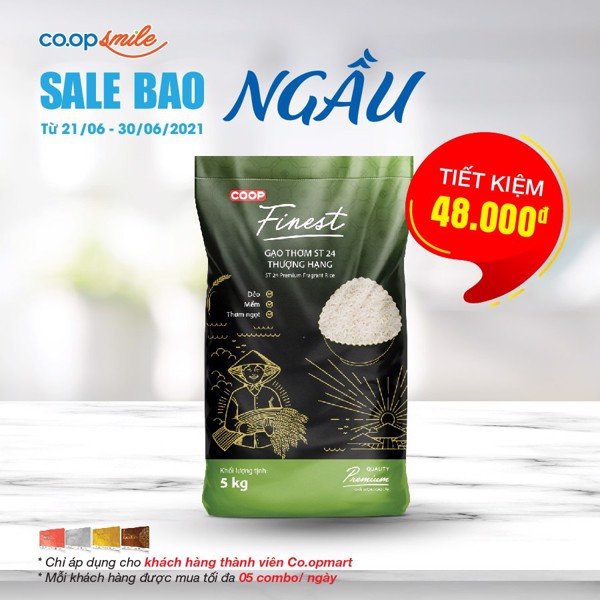 co.opsmile
SALE BAO NGẦU
Từ 21/06 - 30/06/2021
TIẾT KIỆM
48.000đ
COOP
Finest
GẠO THƠM ST 24
THƯỢNG HẠNG
ST 24 Premium Fragrant Rice
Dẻo
Mềm
Thơm ngọt
Khối lượng tịnh
5 kg
QUALITY
Premium
* Chỉ áp dụng cho khách hàng thành viên Co.opmart
* Mỗi khách hàng được mua tối đa 05 combo/ ngày